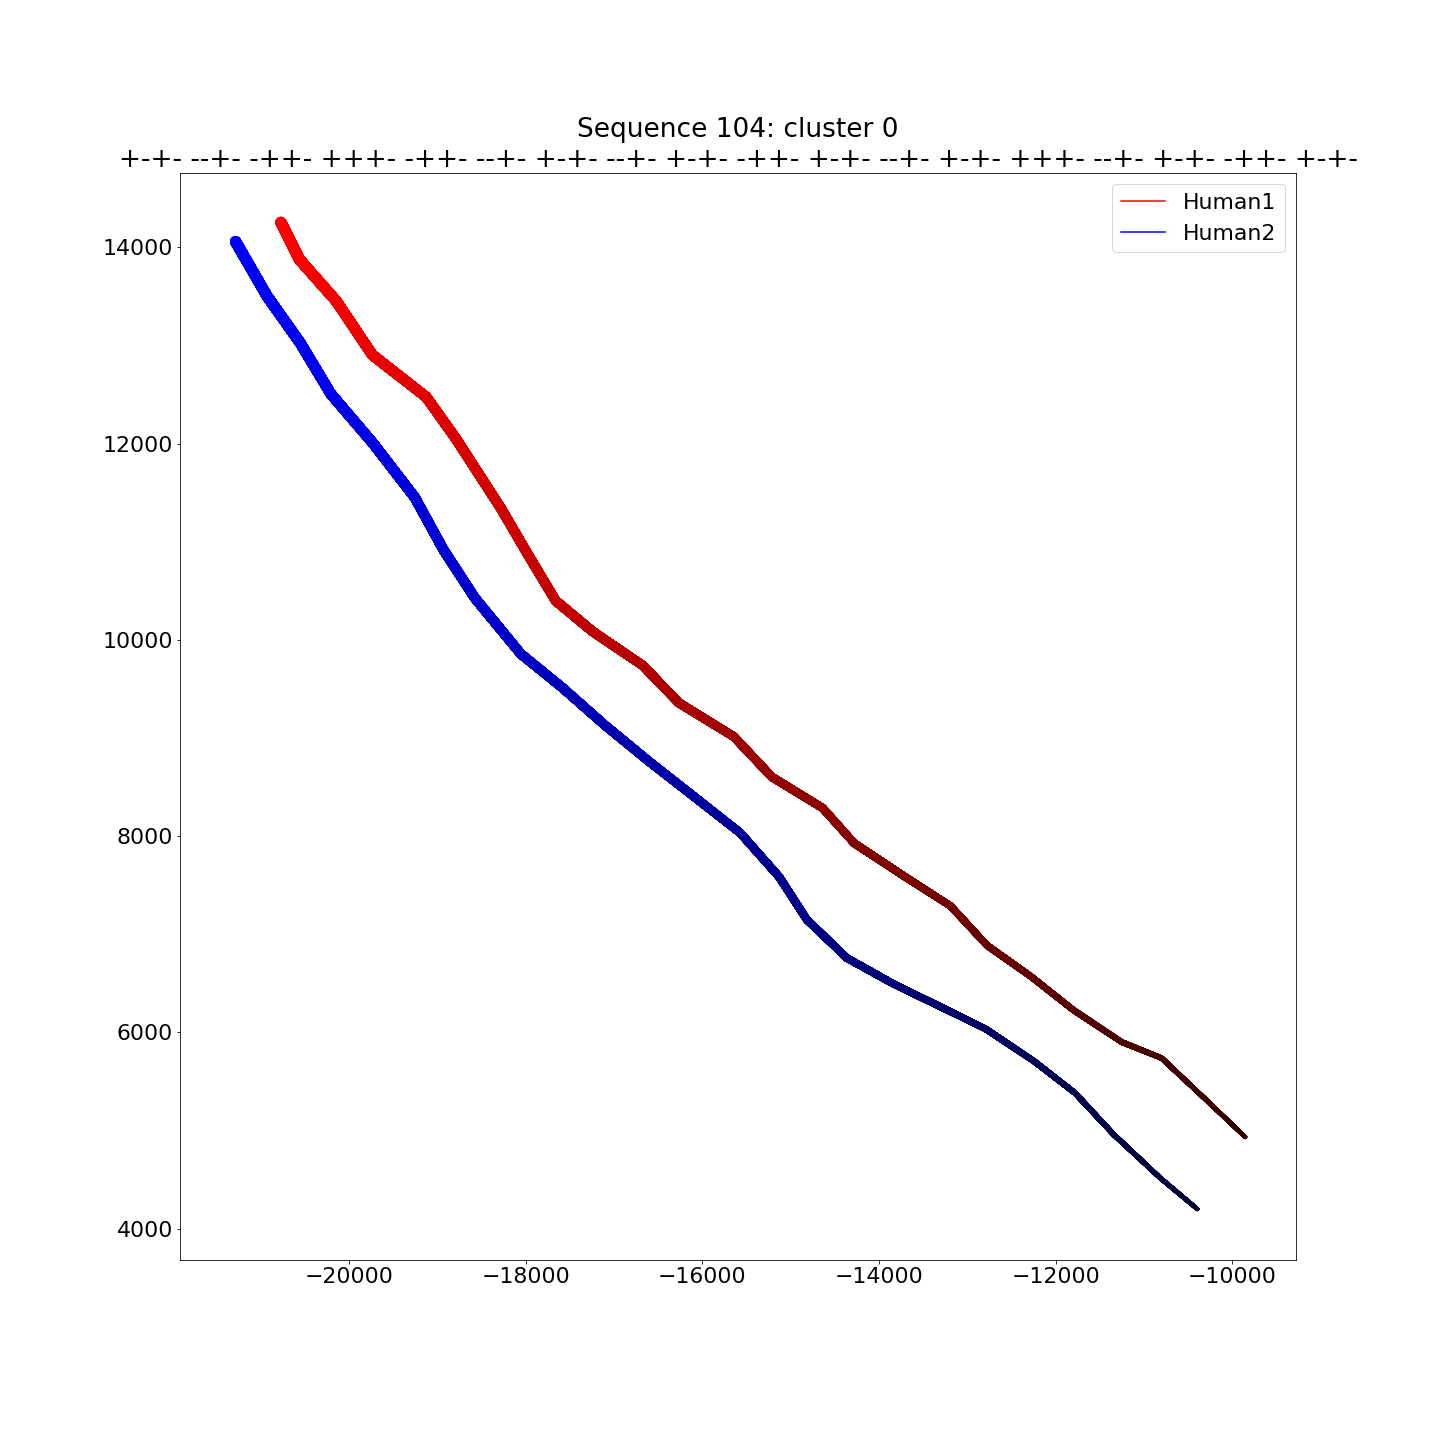 Sequence 104: cluster 0
+-+- --+- -++- +++- -++- --+- +-+- --+- +-+- -++- +-+- --+- +-+- +++- --+- +-+- -++- +-+-
Human1
Human2
14000
12000
10000
8000
6000
4000
−20000 −18000 −16000 −14000 −12000 −10000